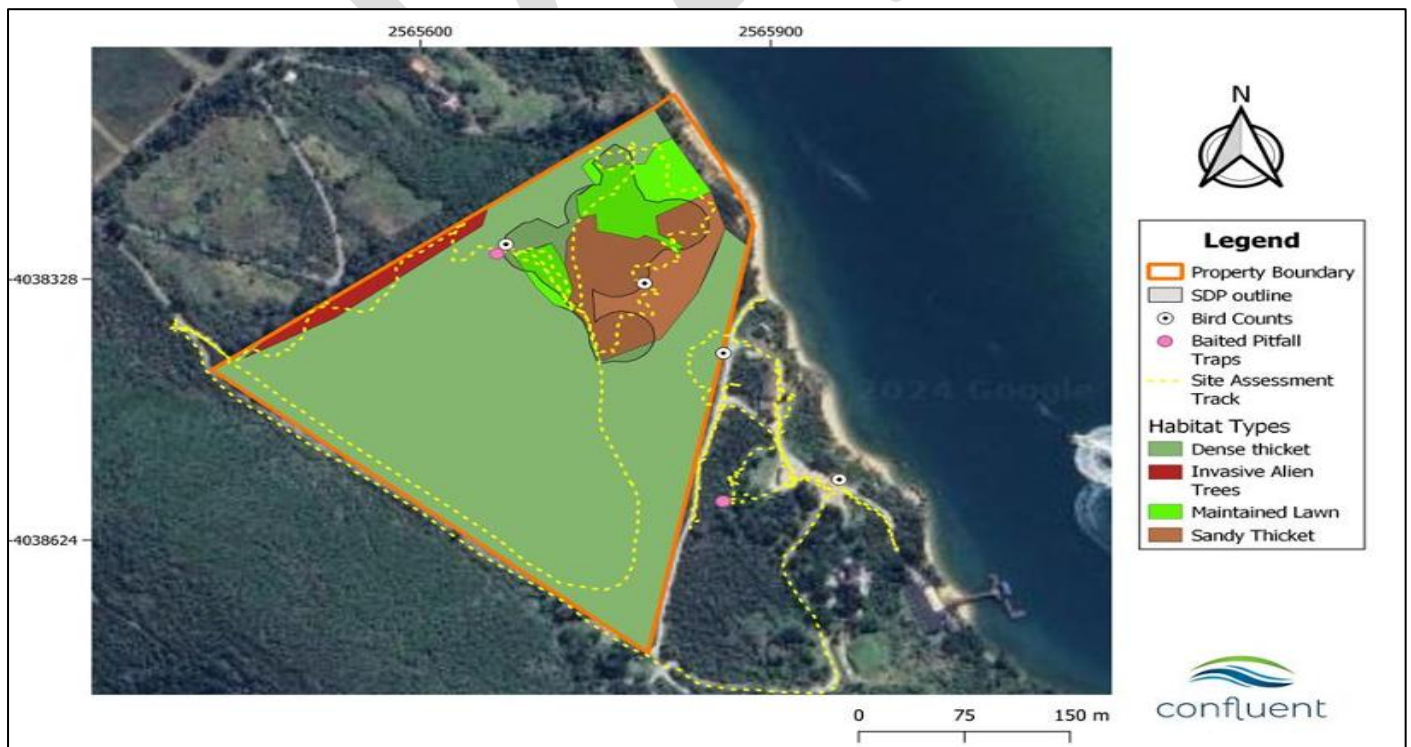 2565600
2565900
N
4038328
4038624
2024 Google
Legend
Property Boundary
SDP outline
Bird Counts
Baited Pitfall
Traps
Site Assessment
Track
Habitat Types
Dense thicket
Invasive Alien
Trees
Maintained Lawn
Sandy Thicket
0 75 150 m
confluent